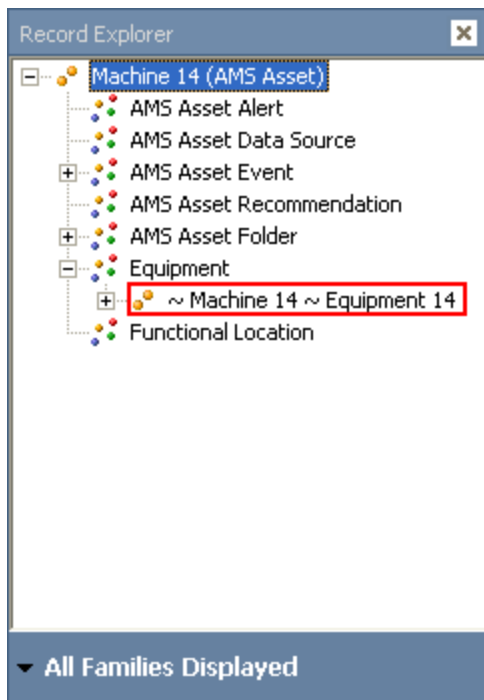 Record Explorer
Machine 14 (AMS Asset)
AMS Asset Alert
AMS Asset Data Source
AMS Asset Event
AMS Asset Recommendation
AMS Asset Folder
Equipment
~ Machine 14 ~ Equipment 14
Functional Location
All Families Displayed